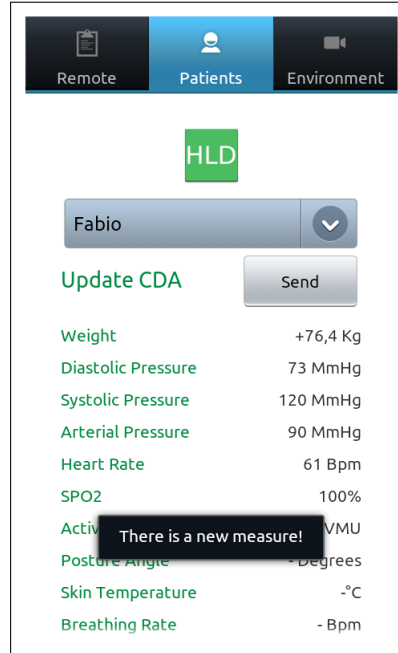 Remote Patients Environment
HLD
Fabio
Update CDA Send
Weight +76,4 Kg
Diastolic Pressure 73 MmHg
Systolic Pressure 120 MmHg
Arterial Pressure 90 MmHg
Heart Rate 61 Bpm
SPO2 100%
There is a new measure!
Posture Angle - Degrees
Skin Temperature -°C
Breathing Rate - Bpm